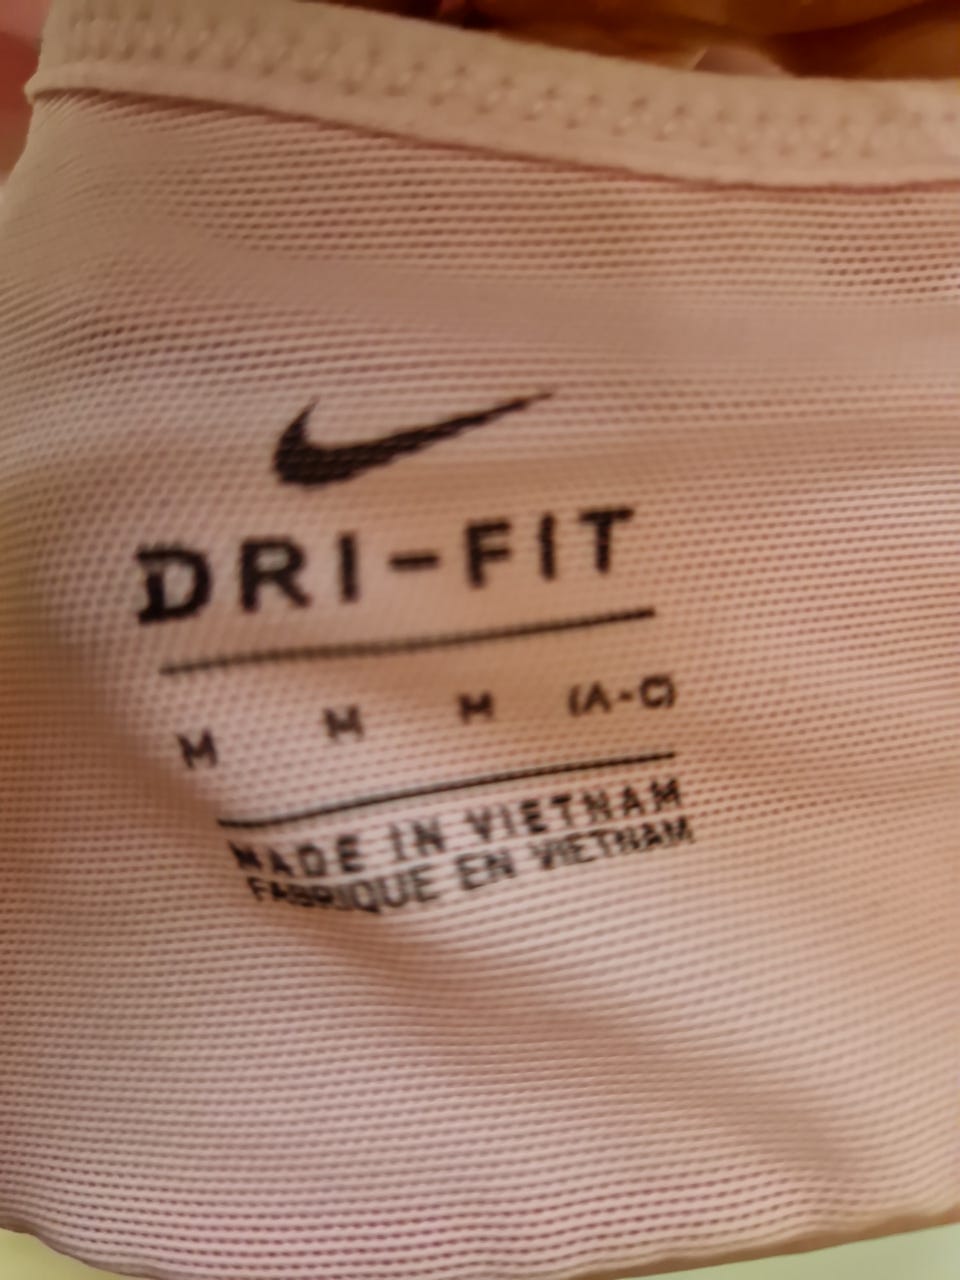 DRI-FIT
M M M (A-C)
MADE IN VIETNAM
FABRIQUE EN VIETNAM